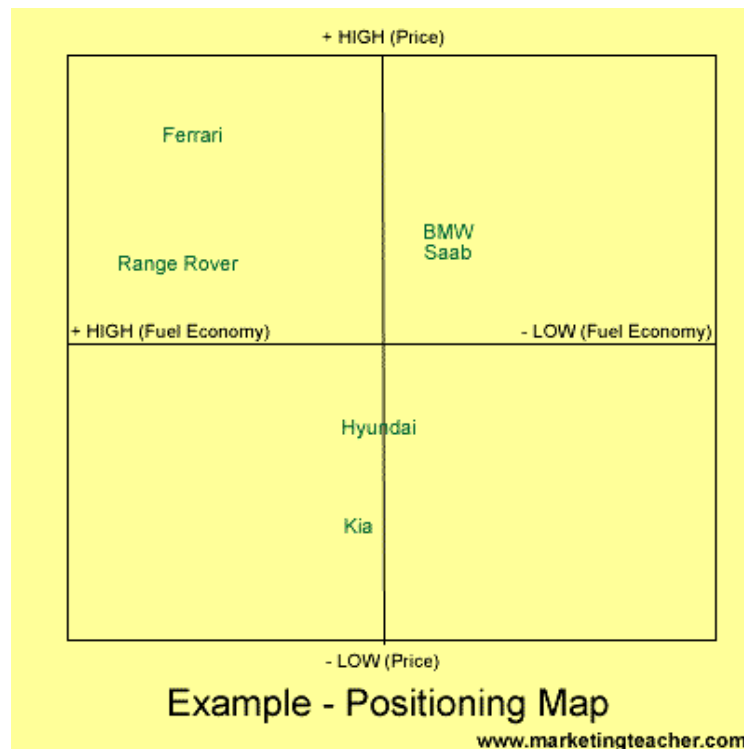 + HIGH (Price)
Ferrari
BMW
Saab
Range Rover
+ HIGH (Fuel Economy)
- LOW (Fuel Economy)
Hyundai
Kia
- LOW (Price)
Example - Positioning Map
www.marketingteacher.com